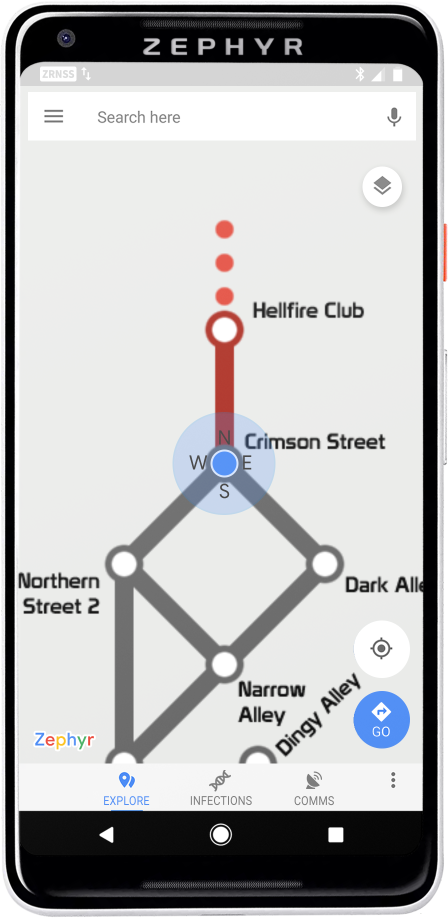 ZEPHYR
ZRNSS
Search here
Hellfire Club
N
Crimson Street
W E
S
Northern
Street 2
Dark Alle
Narrow
Alley
Dingy Alley
Zephyr
GO
EXPLORE
INFECTIONS
COMMS